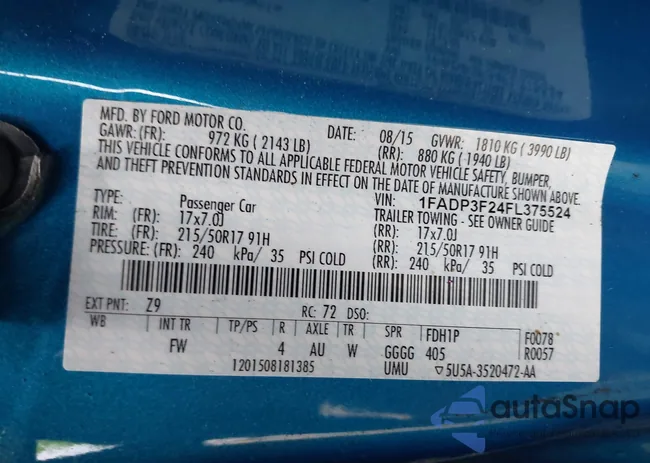 MFD. BY FORD MOTOR CO. DATE: 08/15 GVWR: 1810 KG ( 3990 LB)
GAWR: (FR): 972 KG ( 2143 LB) (RR): 880 KG ( 1940 LB)
THIS VEHICLE CONFORMS TO ALL APPLICABLE FEDERAL MOTOR VEHICLE SAFETY, BUMPER,
AND THEFT PREVENTION STANDARDS IN EFFECT ON THE DATE OF MANUFACTURE SHOWN ABOVE.
VIN: 1FADP3F24FL375524
TYPE: Passenger Car TRAILER TOWING - SEE OWNER GUIDE
RIM: (FR): 17x7.0J (RR): 17x7.0J
TIRE: (FR): 215/50R17 91H (RR): 215/50R17 91H
PRESSURE: (FR): 240 kPa/ 35 PSI COLD (RR): 240 kPa/ 35 PSI COLD
EXT PNT: Z9 RC: 72 DSO:
WB INT TR TP/PS R AXLE TR SPR FDH1P F0078
FW 4 AU W GGGG 405 R0057
1201508181385 UMU ▽5U5A-3520472-AA
autoSnap